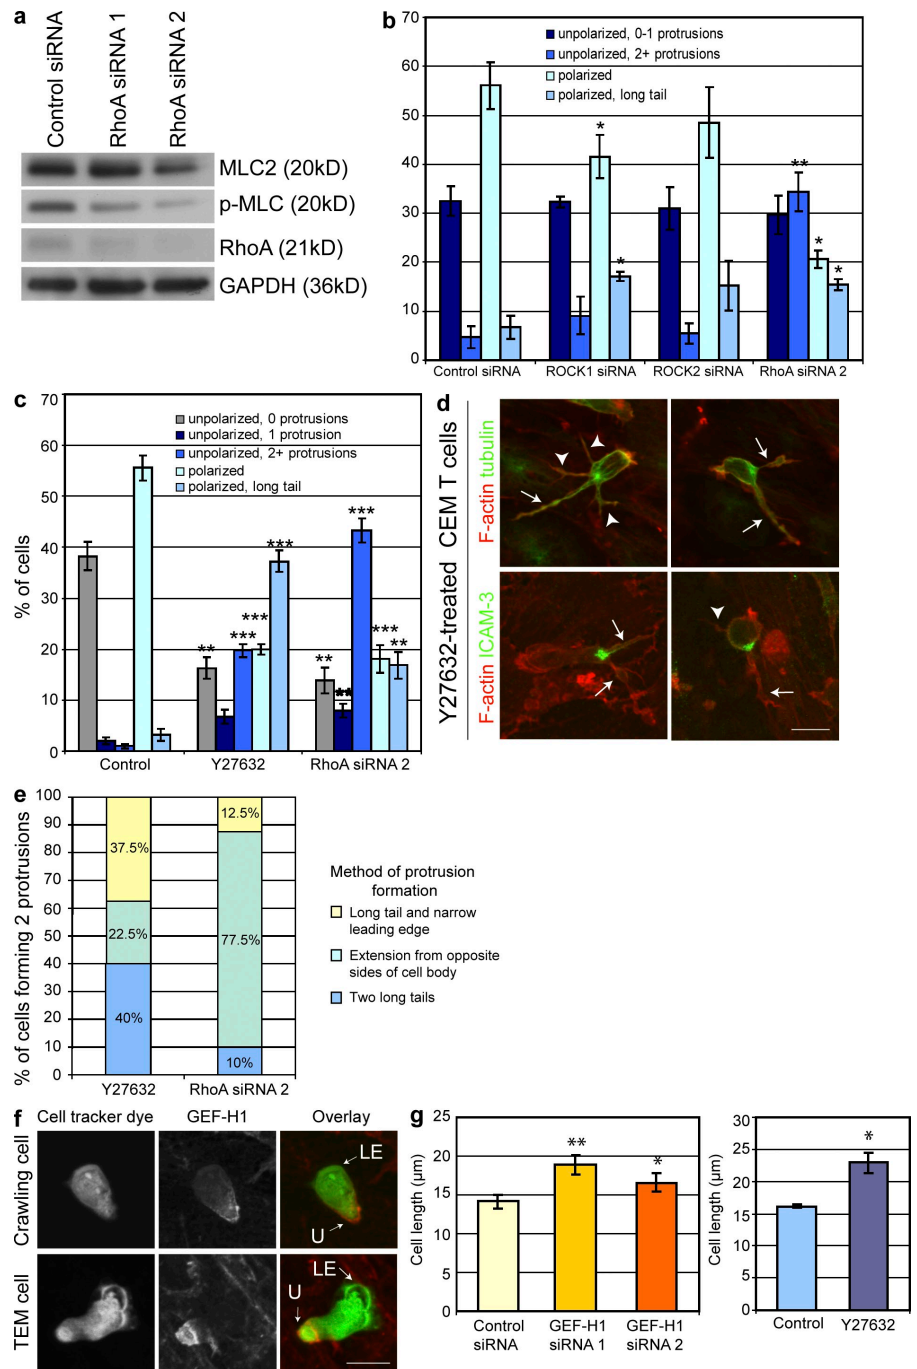 a
Control siRNA
RhoA siRNA 1
RhoA siRNA 2
MLC2 (20kD)
p-MLC (20kD)
RhoA (21kD)
GAPDH (36kD)
b
unpolarized, 0-1 protrusions
unpolarized, 2+ protrusions
polarized
polarized, long tail
70
60
50
40
30
20
10
0
*
*
**
*
*
Control siRNA
ROCK1 siRNA
ROCK2 siRNA
RhoA siRNA 2
c
% of cells
70
60
50
40
30
20
10
0
unpolarized, 0 protrusions
unpolarized, 1 protrusion
unpolarized, 2+ protrusions
polarized
polarized, long tail
**
***
***
***
**
**
***
***
**
Control
Y27632
RhoA siRNA 2
d
Y27632-treated CEM T cells
F-actin tubulin
F-actin ICAM-3
e
% of cells forming 2 protrusions
100
90
80
70
60
50
40
30
20
10
0
37.5%
22.5%
40%
12.5%
77.5%
10%
Y27632
RhoA siRNA 2
Method of protrusion
formation
Long tail and narrow
leading edge
Extension from opposite
sides of cell body
Two long tails
f
Cell tracker dye
GEF-H1
Overlay
Crawling cell
LE
U
TEM cell
LE
U
g
Cell length (µm)
25
20
15
10
5
0
**
*
Control
siRNA
GEF-H1
siRNA 1
GEF-H1
siRNA 2
Cell length (µm)
30
25
20
15
10
5
0
*
Control
Y27632